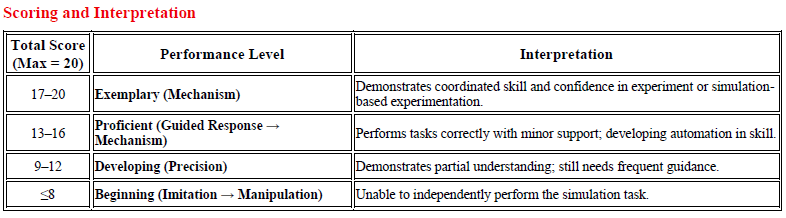 Scoring and Interpretation
Total Score
(Max = 20)
Performance Level
Interpretation
17–20
Exemplary (Mechanism)
Demonstrates coordinated skill and confidence in experiment or simulation-
based experimentation.
13–16
Proficient (Guided Response →
Mechanism)
Performs tasks correctly with minor support; developing automation in skill.
9–12
Developing (Precision)
Demonstrates partial understanding; still needs frequent guidance.
≤8
Beginning (Imitation → Manipulation)
Unable to independently perform the simulation task.